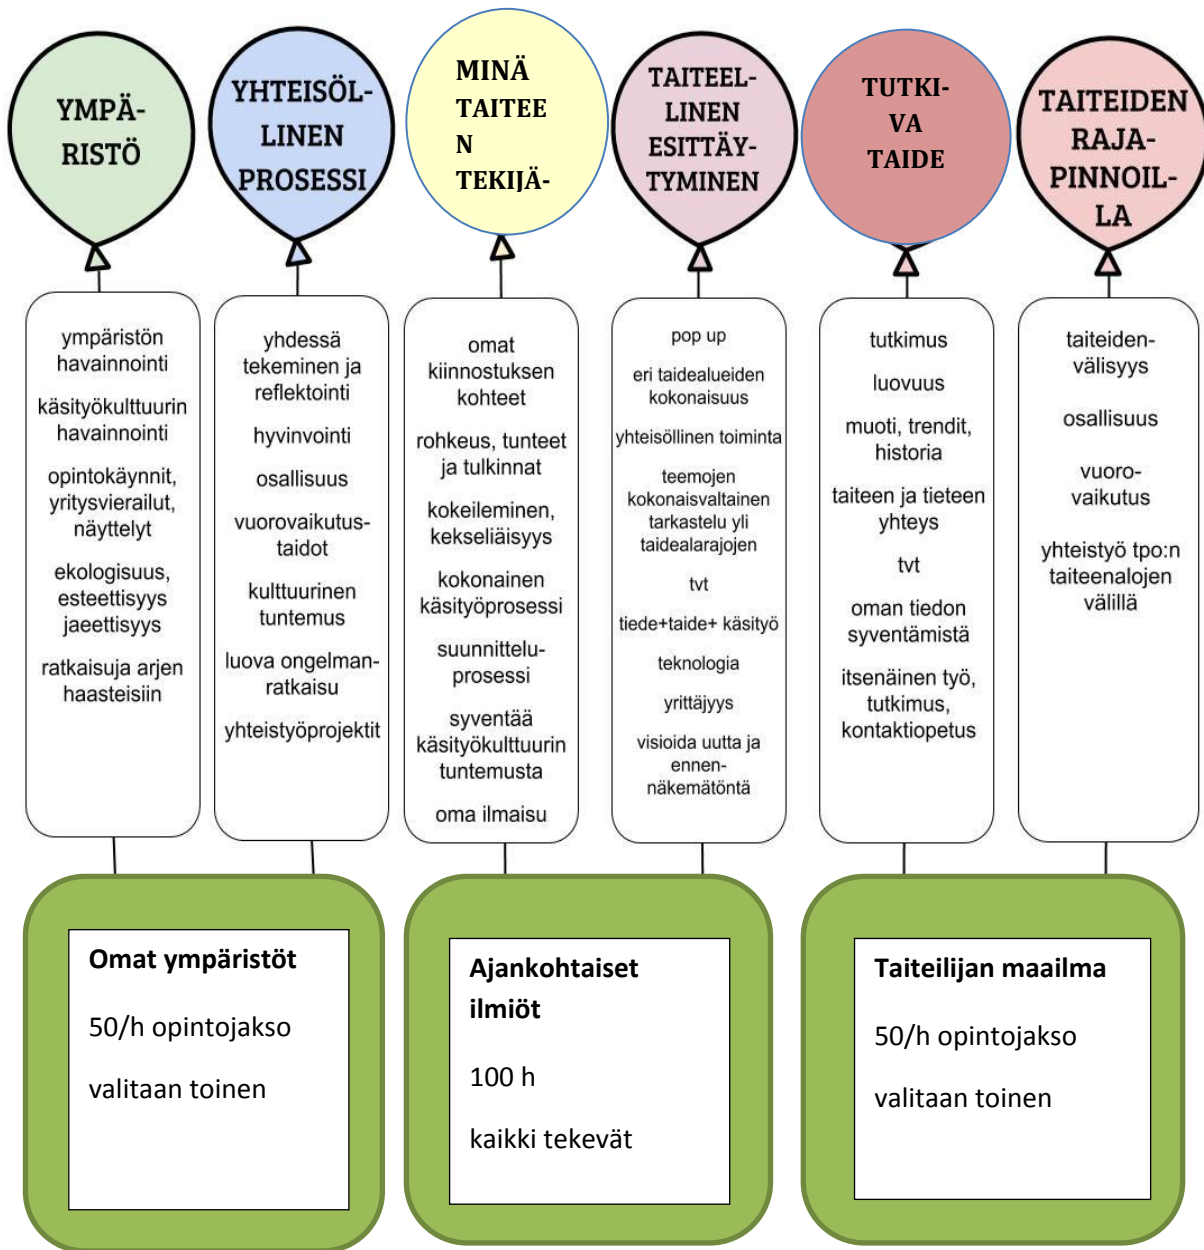 YMPÄ-
RISTÖ
YHTEISÖL-
LINEN
PROSESSI
MINÄ
TAITEE
N
TEKIJÄ-
TAITEEL-
LINEN
ESITTÄY-
TYMINEN
TUTKI-
VA
TAIDE
TAITEIDEN
RAJA-
PINNOIL-
LA
ympäristön
havainnointi
käsityökulttuurin
havainnointi
opintokäynnit,
yritysvierailut,
näyttelyt
ekologisuus,
esteettisyys
jaeettisyys
ratkaisuja arjen
haasteisiin
yhdessä
tekeminen ja
reflektointi
hyvinvointi
osallisuus
vuorovaikutus-
taidot
kulttuurinen
tuntemus
luova ongelman-
ratkaisu
yhteistyöprojektit
omat
kiinnostuksen
kohteet
rohkeus, tunteet
ja tulkinnat
kokeileminen,
kekseliäisyys
kokonainen
käsityöprosessi
suunnittelu-
prosessi
syventää
käsityökulttuurin
tuntemusta
oma ilmaisu
pop up
eri taidealueiden
kokonaisuus
yhteisöllinen toiminta
teemojen
kokonaisvaltainen
tarkastelu yli
taidealarajojen
tvt
tiede+taide+ käsityö
teknologia
yrittäjyys
visioida uutta ja
ennen-
näkemätöntä
tutkimus
luovuus
muoti, trendit,
historia
taiteen ja tieteen
yhteys
tvt
oman tiedon
syventämistä
itsenäinen työ,
tutkimus,
kontaktiopetus
taiteiden-
välisyys
osallisuus
vuoro-
vaikutus
yhteistyö tpo:n
taiteenalojen
välillä
Omat ympäristöt
50/h opintojakso
valitaan toinen
Ajankohtaiset
ilmiöt
100 h
kaikki tekevät
Taiteilijan maailma
50/h opintojakso
valitaan toinen